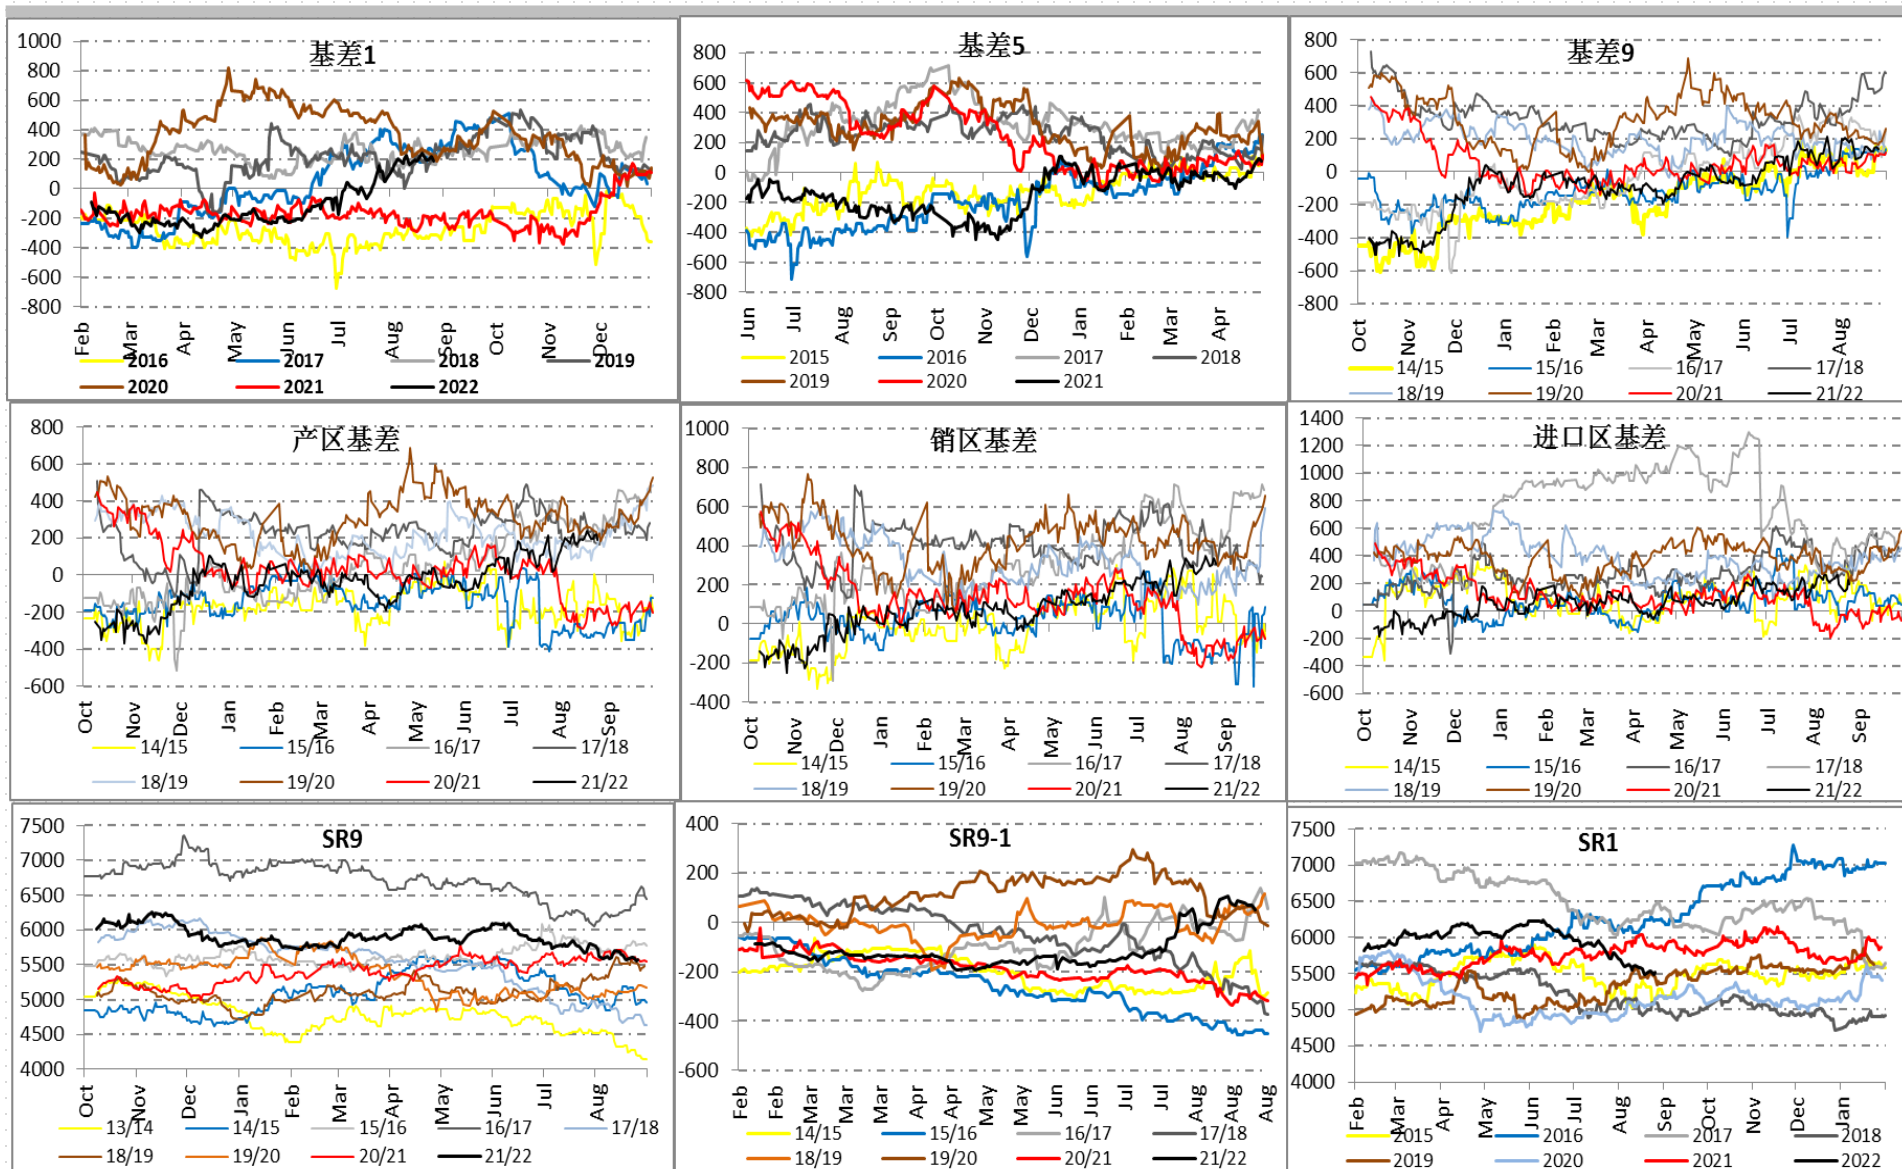 基差1
1000
800
600
400
200
0
-200
-400
-600
-800
Feb Mar Apr May Jun Jul Aug Sep Oct Nov Dec
2016 2017 2018 2019
2020 2021 2022
基差5
800
600
400
200
0
-200
-400
-600
-800
Jun Jul Aug Sep Oct Nov Dec Jan Feb Mar Apr
2015 2016 2017 2018
2019 2020 2021
基差9
800
600
400
200
0
-200
-400
-600
-800
Oct Nov Dec Jan Feb Mar Apr May Jun Jul Aug
14/15 15/16 16/17 17/18
18/19 19/20 20/21 21/22
产区基差
800
600
400
200
0
-200
-400
-600
Oct Nov Dec Jan Feb Mar Apr May Jun Jul Aug Sep
14/15 15/16 16/17 17/18
18/19 19/20 20/21 21/22
销区基差
1000
800
600
400
200
0
-200
-400
Oct Nov Dec Jan Feb Mar Apr May Jun Jul Aug Sep
14/15 15/16 16/17 17/18
18/19 19/20 20/21 21/22
进口区基差
1400
1200
1000
800
600
400
200
0
-200
-400
-600
Oct Nov Dec Jan Feb Mar Apr May Jun Jul Aug Sep
14/15 15/16 16/17 17/18
18/19 19/20 20/21 21/22
SR9
7500
7000
6500
6000
5500
5000
4500
4000
Oct Nov Dec Jan Feb Mar Apr May Jun Jul Aug
13/14 14/15 15/16 16/17 17/18
18/19 19/20 20/21 21/22
SR9-1
400
200
0
-200
-400
-600
Feb Feb Mar Mar Apr Apr May May Jun Jun Jul Jul Aug Aug Aug
14/15 15/16 16/17 17/18
18/19 19/20 20/21 21/22
SR1
7500
7000
6500
6000
5500
5000
4500
4000
Feb Mar Apr May Jun Jul Aug Sep Oct Nov Dec Jan
2015 2016 2017 2018
2019 2020 2021 2022